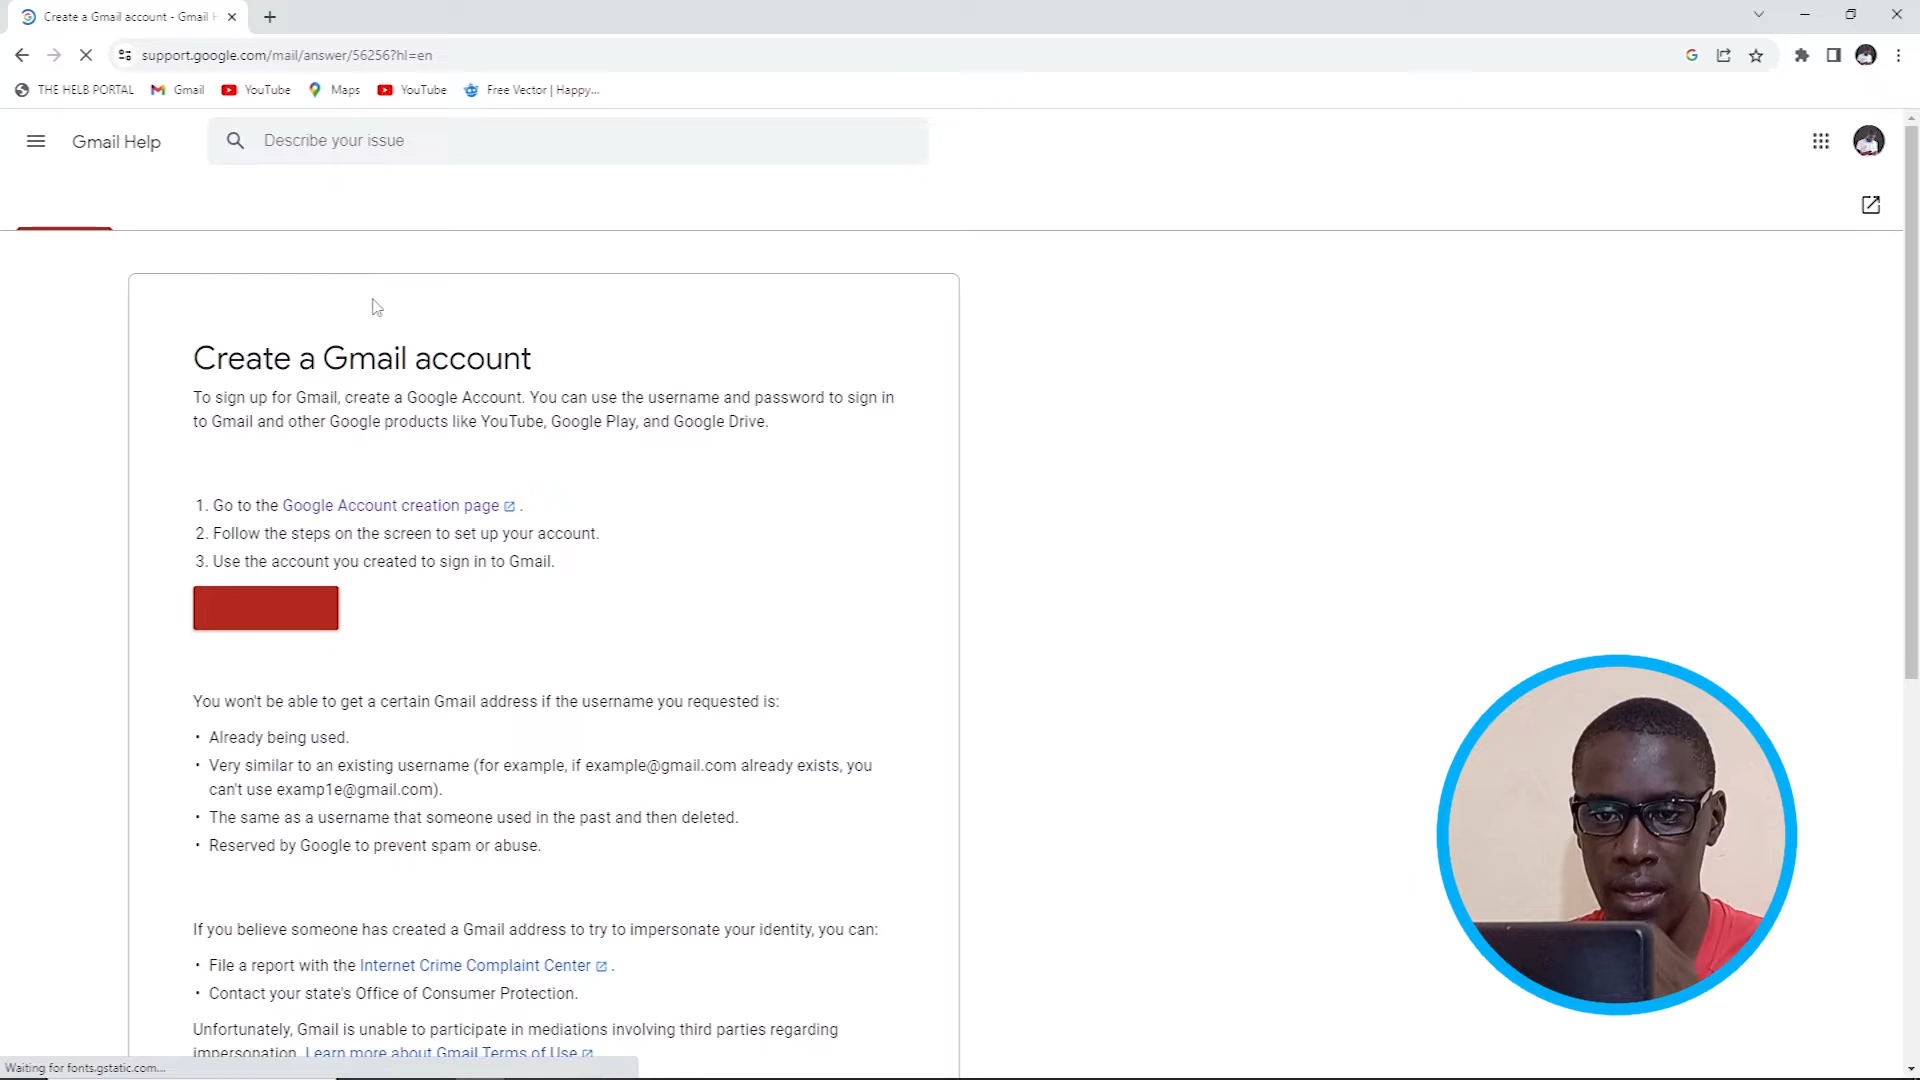 Create a Gmail account - Gmail H
support.google.com/mail/answer/56256?hl=en
THE HELB PORTAL Gmail YouTube Maps YouTube Free Vector | Happy...
Gmail Help Describe your issue
Create a Gmail account
To sign up for Gmail, create a Google Account. You can use the username and password to sign in
to Gmail and other Google products like YouTube, Google Play, and Google Drive.
1. Go to the Google Account creation page .
2. Follow the steps on the screen to set up your account.
3. Use the account you created to sign in to Gmail.
You won't be able to get a certain Gmail address if the username you requested is:
• Already being used.
• Very similar to an existing username (for example, if example@gmail.com already exists, you
can't use examp1e@gmail.com).
• The same as a username that someone used in the past and then deleted.
• Reserved by Google to prevent spam or abuse.
If you believe someone has created a Gmail address to try to impersonate your identity, you can:
• File a report with the Internet Crime Complaint Center .
• Contact your state's Office of Consumer Protection.
Unfortunately, Gmail is unable to participate in mediations involving third parties regarding
impersonation. Learn more about Gmail Terms of Use
Waiting for fonts.gstatic.com...